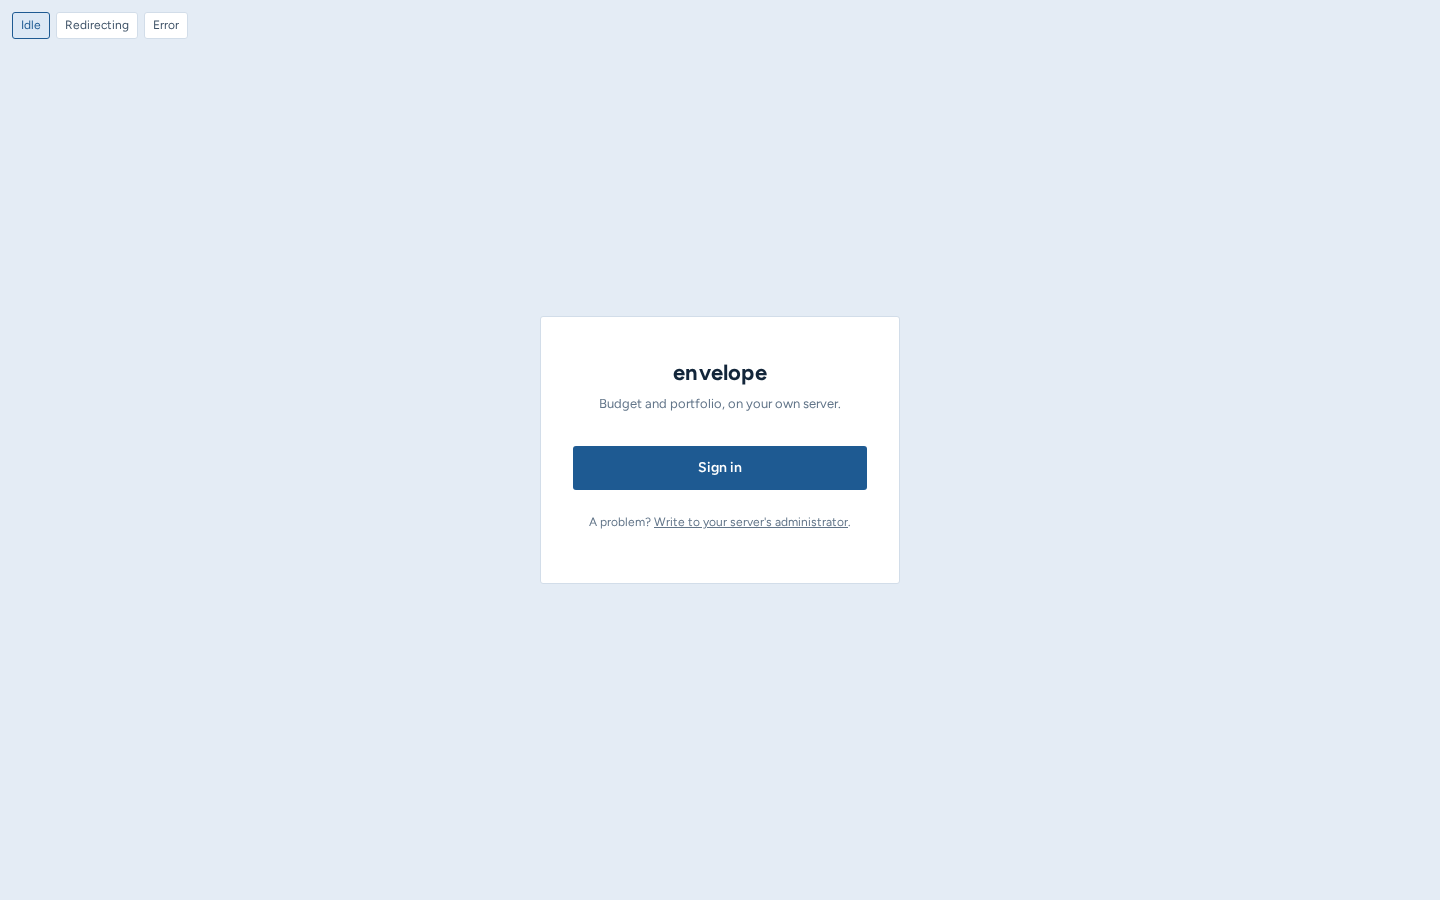 Idle Redirecting Error
envelope
Budget and portfolio, on your own server.
Sign in
A problem? Write to your server's administrator.